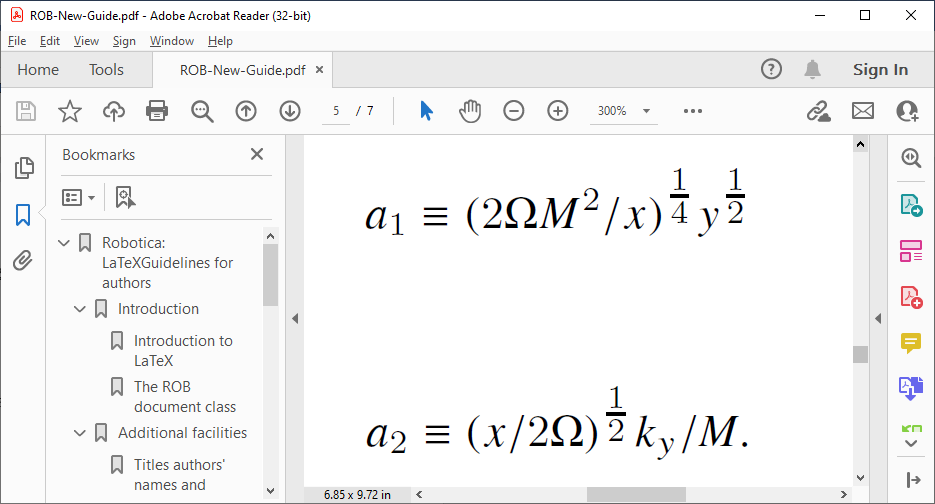 ROB-New-Guide.pdf - Adobe Acrobat Reader (32-bit)
File Edit View Sign Window Help
Home Tools ROB-New-Guide.pdf × Sign In
5 / 7 300%
Bookmarks
Robotica:
LaTeXGuidelines for
authors
Introduction
Introduction to
LaTeX
The ROB
document class
Additional facilities
Titles authors'
names and
a₁ ≡ (2ΩM²/x)^(1/4) y^(1/2)
a₂ ≡ (x/2Ω)^(1/2) k_y/M.
6.85 x 9.72 in